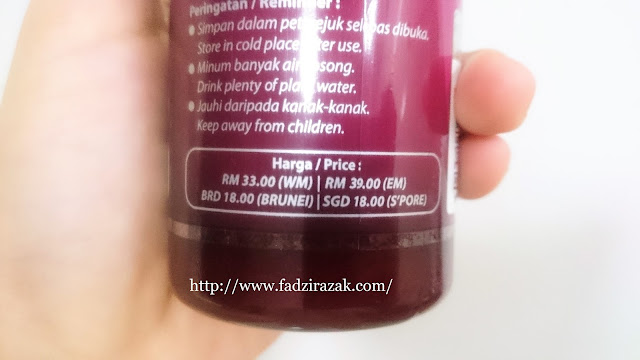 Peringatan / Reminder :
● Simpan dalam peti sejuk selepas dibuka.
Store in cold place after use.
● Minum banyak air kosong.
Drink plenty of plain water.
● Jauhi daripada kanak-kanak.
Keep away from children.
Harga / Price :
RM 33.00 (WM) | RM 39.00 (EM)
BRD 18.00 (BRUNEI) | SGD 18.00 (S'PORE)
http://www.fadzirazak.com/